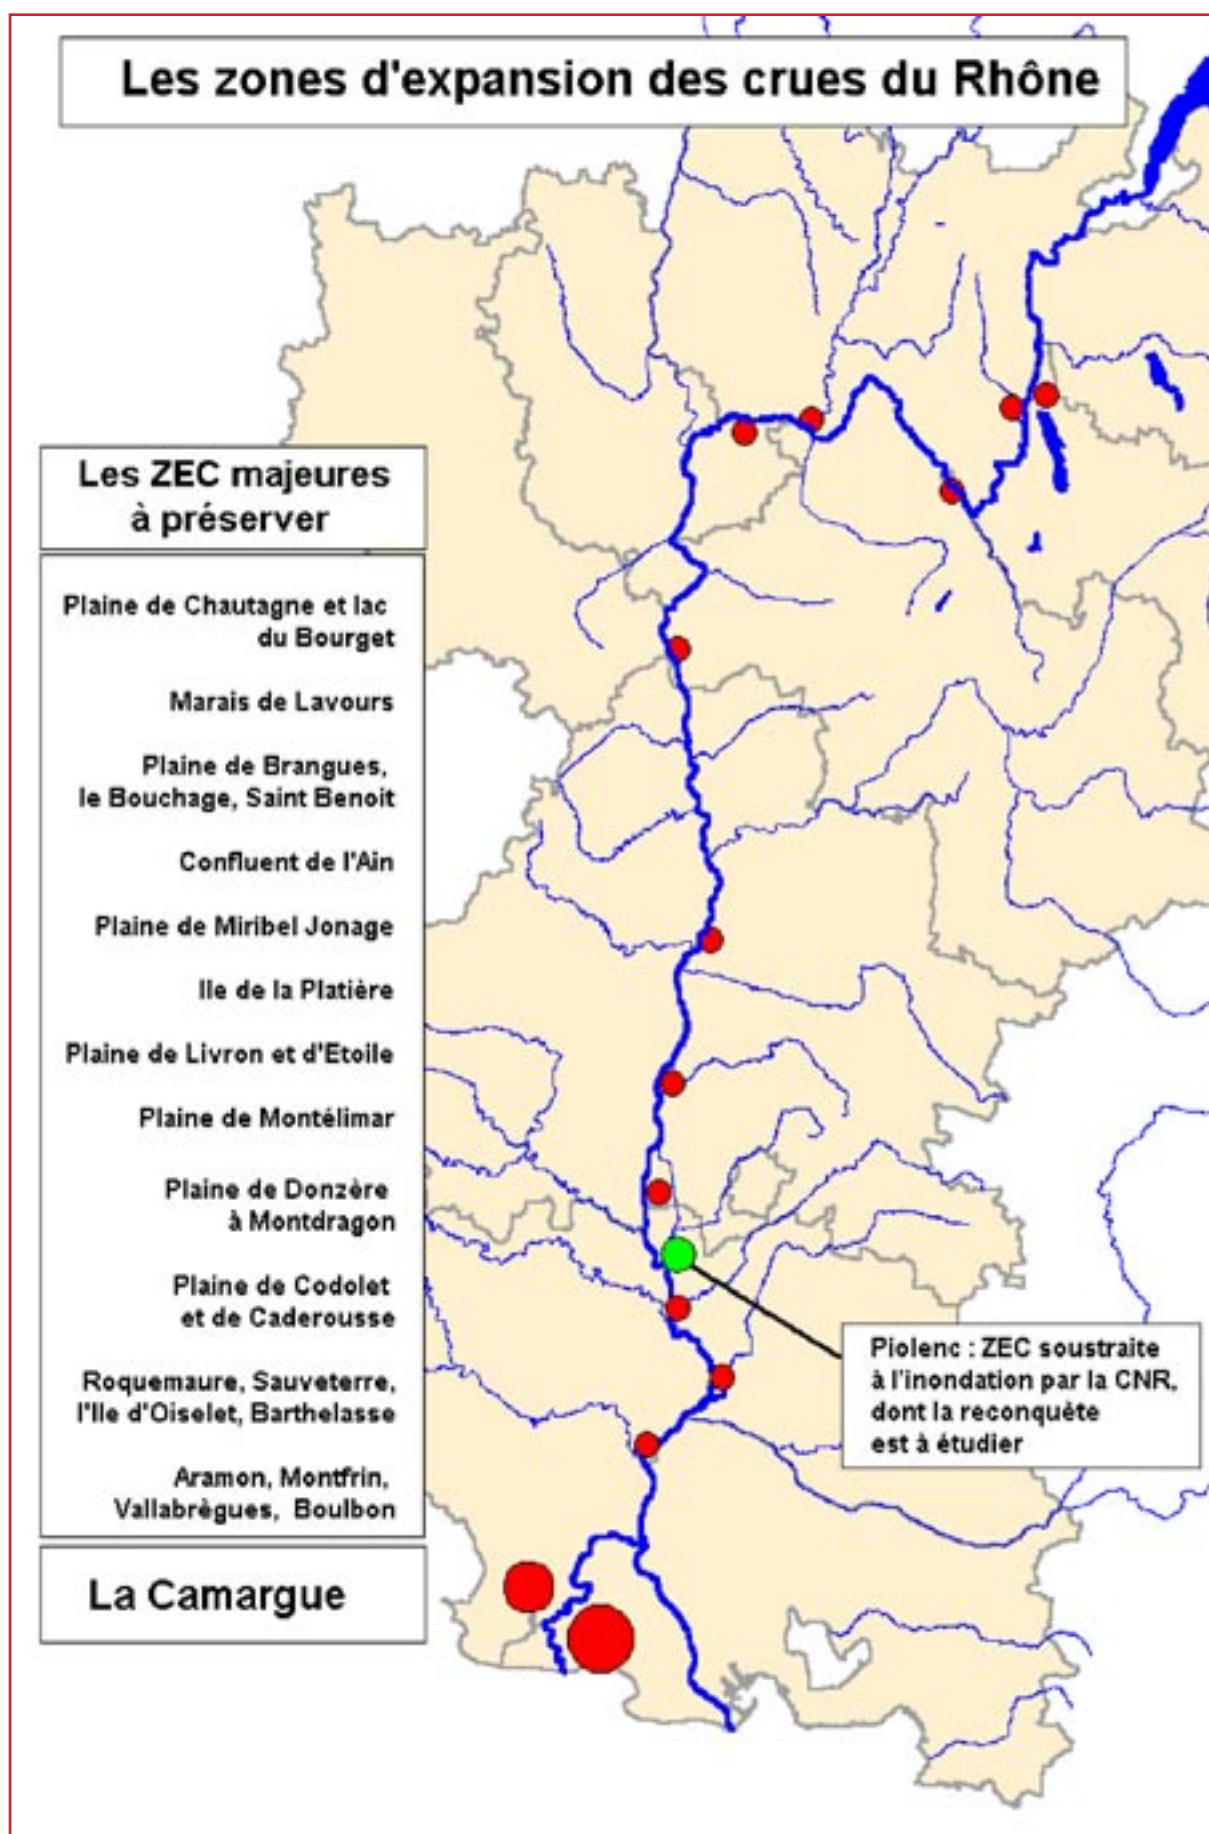 Les zones d'expansion des crues du Rhône
Les ZEC majeures
à préserver
Plaine de Chautagne et lac
du Bourget
Marais de Lavours
Plaine de Brangues,
le Bouchage, Saint Benoit
Confluent de l'Ain
Plaine de Miribel Jonage
Ile de la Platière
Plaine de Livron et d'Etoile
Plaine de Montélimar
Plaine de Donzère
à Montdragon
Plaine de Codolet
et de Caderousse
Roquemaure, Sauveterre,
l'Ile d'Oiselet, Barthelasse
Aramon, Montfrin,
Vallabrègues, Boulbon
La Camargue
Piolenc : ZEC soustraite
à l'inondation par la CNR,
dont la reconquête
est à étudier